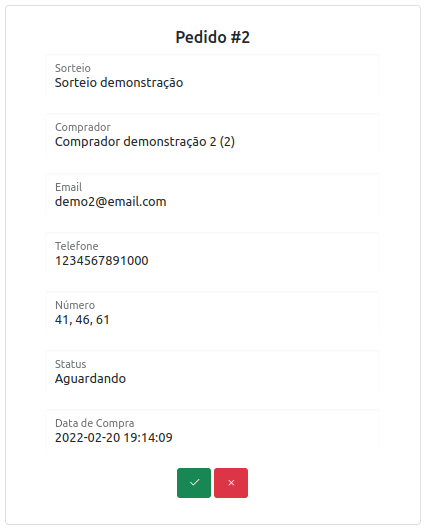 Pedido #2
Sorteio
Sorteio demonstração
Comprador
Comprador demonstração 2 (2)
Email
demo2@email.com
Telefone
1234567891000
Número
41, 46, 61
Status
Aguardando
Data de Compra
2022-02-20 19:14:09